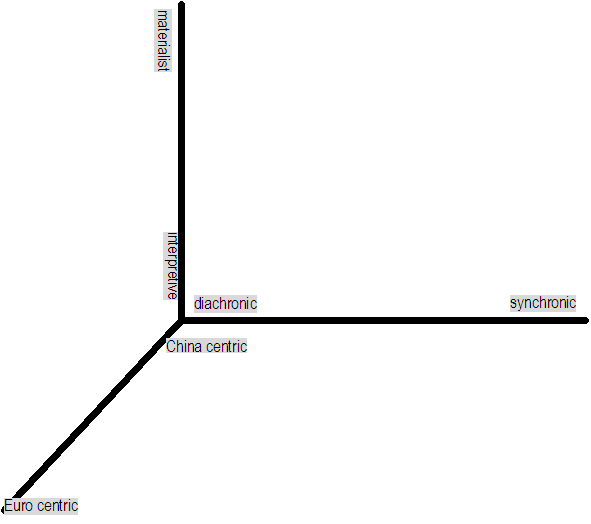 materialist
interpretive
diachronic
synchronic
China centric
Euro centric